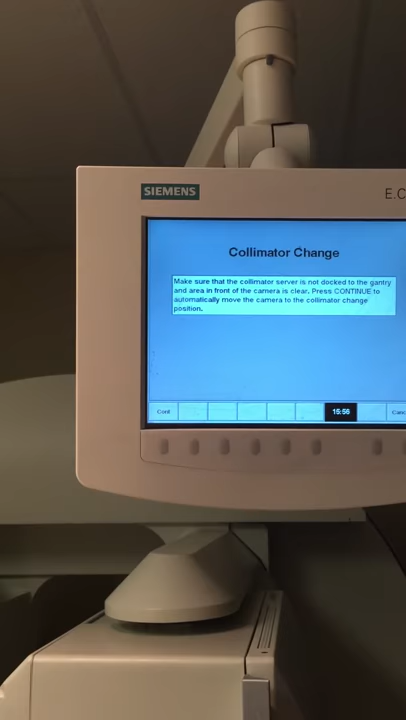 SIEMENS
E.C
Collimator Change
Make sure that the collimator server is not docked to the gantry
and area in front of the camera is clear. Press CONTINUE to
automatically move the camera to the collimator change
position.
Cont
15:56
Canc